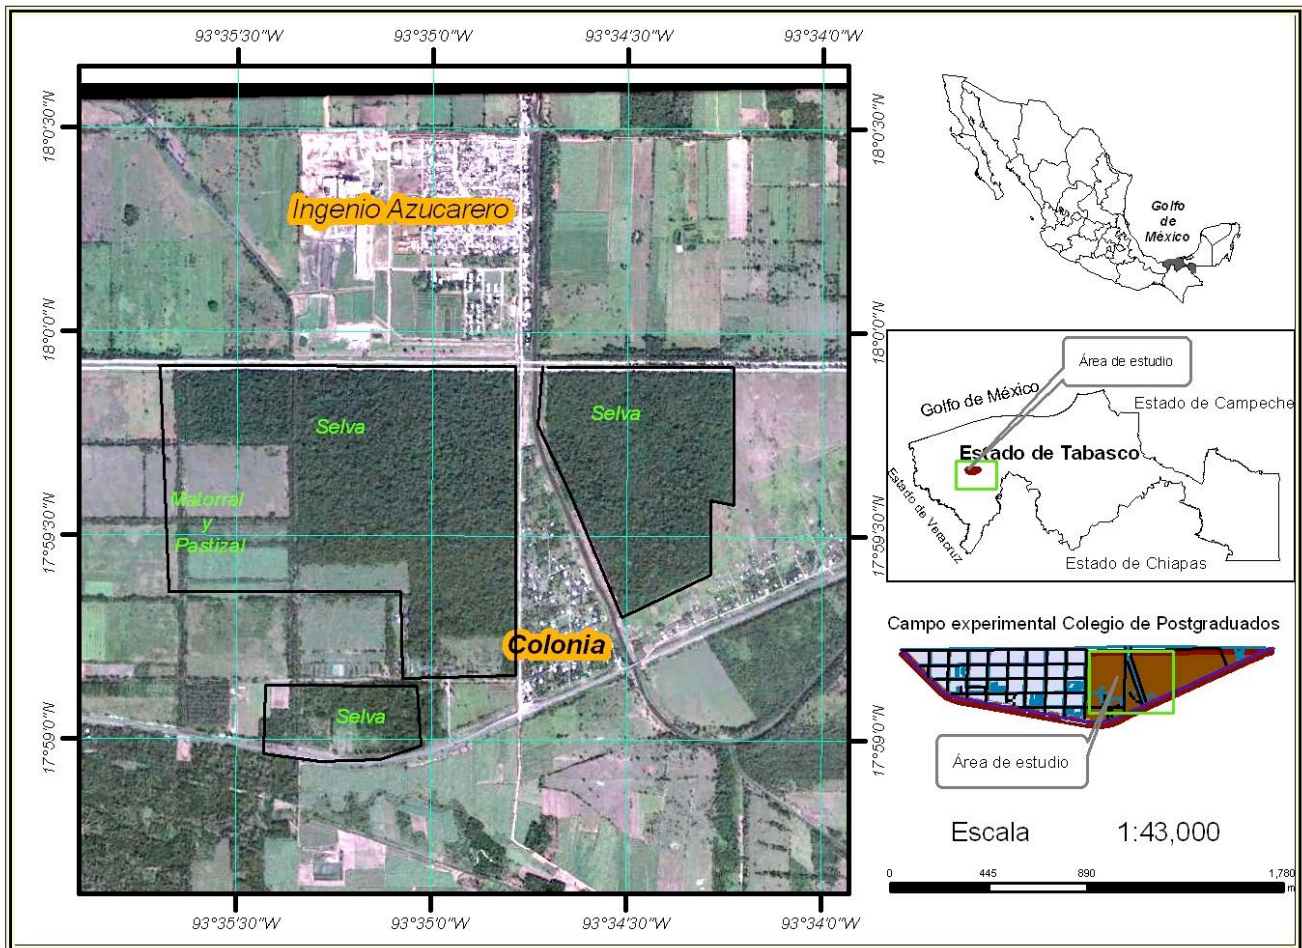 93°35'30"W
93°35'0"W
93°34'30"W
93°34'0"W
18°0'30"N
18°0'30"N
Ingenio Azucarero
Golfo
de
México
18°0'0"N
18°0'0"N
Área de estudio
Golfo de México
Estado de Campeche
Selva
Selva
Estado de Tabasco
Matorral
y
Pastizal
17°59'30"N
17°59'30"N
Estado de Veracruz
Estado de Chiapas
Campo experimental Colegio de Postgraduados
Colonia
Selva
17°59'0"N
17°59'0"N
Área de estudio
Escala 1:43,000
0 445 890 1,780
m
93°35'30"W
93°35'0"W
93°34'30"W
93°34'0"W